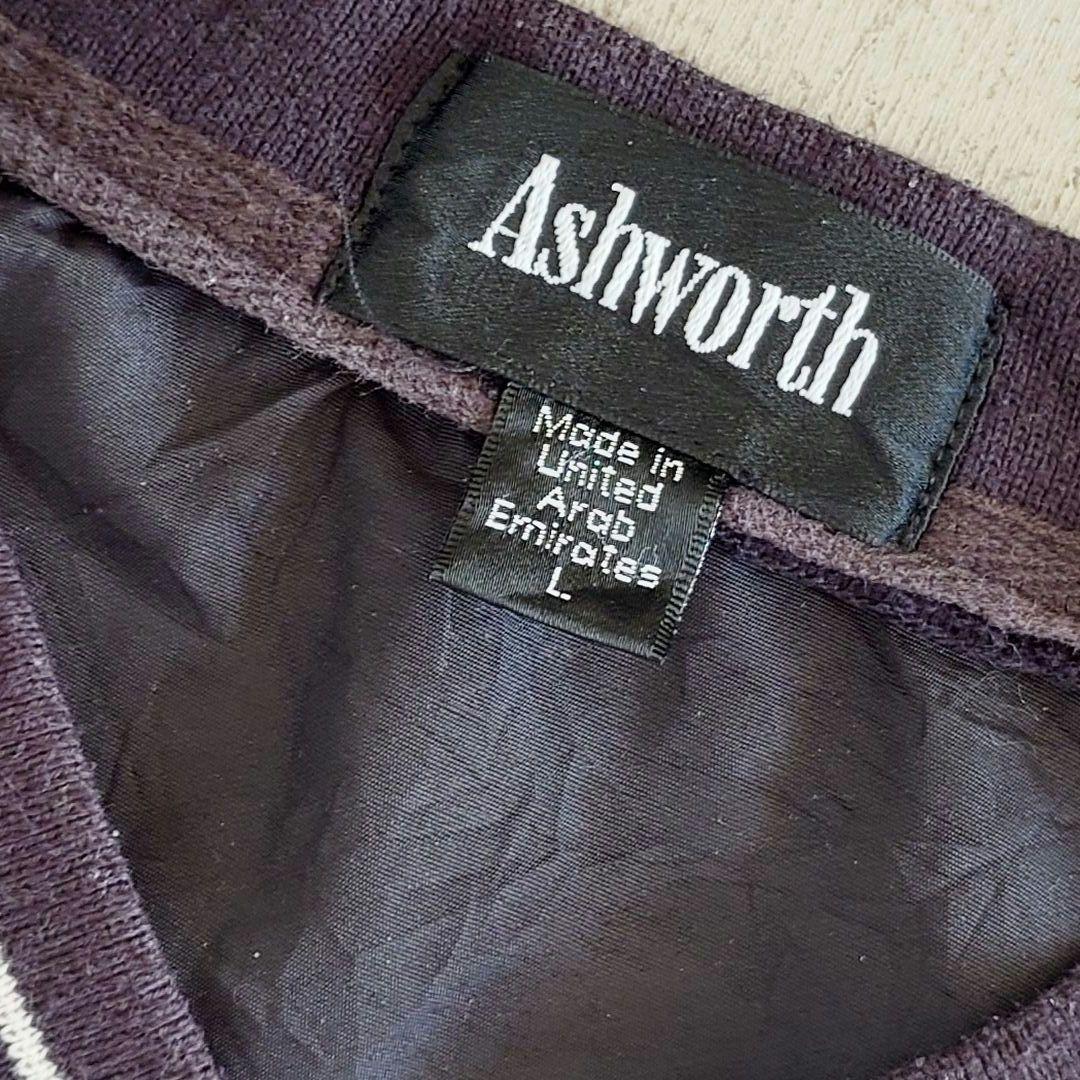 Ashworth
Made in
United
Arab
Emirates
L